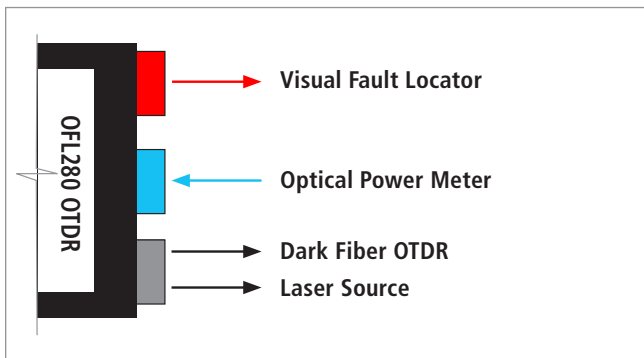 OFL280 OTDR
Visual Fault Locator
Optical Power Meter
Dark Fiber OTDR
Laser Source